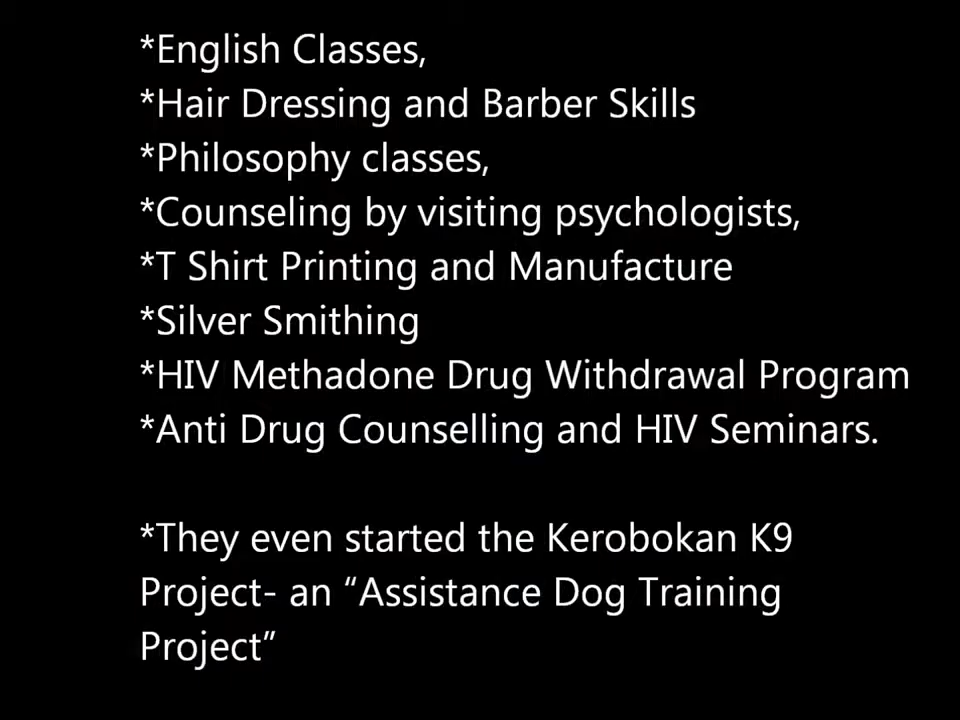 *English Classes,
*Hair Dressing and Barber Skills
*Philosophy classes,
*Counseling by visiting psychologists,
*T Shirt Printing and Manufacture
*Silver Smithing
*HIV Methadone Drug Withdrawal Program
*Anti Drug Counselling and HIV Seminars.
*They even started the Kerobokan K9
Project- an “Assistance Dog Training
Project”